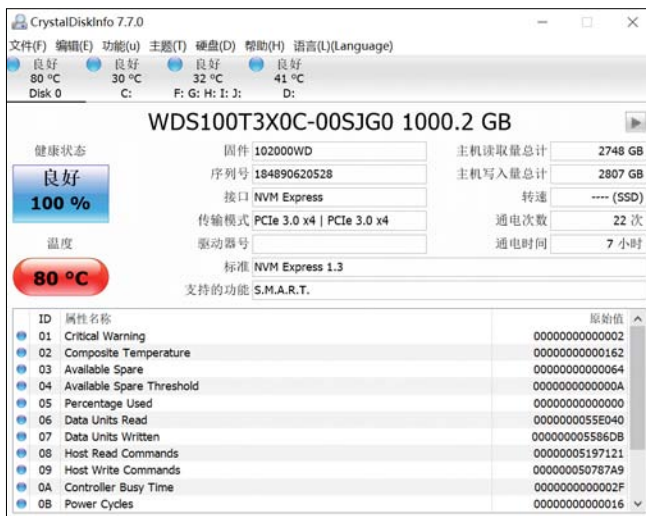 CrystalDiskInfo 7.7.0
文件(F) 编辑(E) 功能(u) 主题(T) 硬盘(D) 帮助(H) 语言(L)(Language)
良好 良好 良好 良好
80 °C 30 °C 32 °C 41 °C
Disk 0 C: F: G: H: I: J: D:
WDS100T3X0C-00SJG0 1000.2 GB
健康状态 固件 102000WD 主机读取量总计 2748 GB
良好 序列号 184890620528 主机写入量总计 2807 GB
100 % 接口 NVM Express 转速 ---- (SSD)
传输模式 PCIe 3.0 x4 | PCIe 3.0 x4 通电次数 22 次
温度 驱动器号 通电时间 7 小时
80 °C 标准 NVM Express 1.3
支持的功能 S.M.A.R.T.
ID 属性名称 原始值
01 Critical Warning 00000000000002
02 Composite Temperature 00000000000162
03 Available Spare 00000000000064
04 Available Spare Threshold 0000000000000A
05 Percentage Used 00000000000000
06 Data Units Read 0000000055E040
07 Data Units Written 000000005586DB
08 Host Read Commands 00000005197121
09 Host Write Commands 000000050787A9
0A Controller Busy Time 0000000000002F
0B Power Cycles 00000000000016